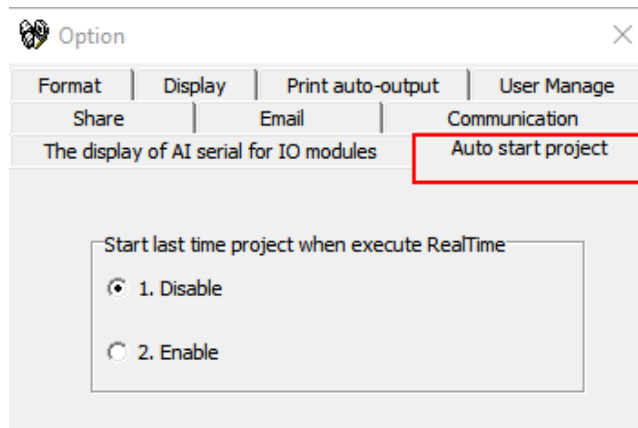 Option
Format Display Print auto-output User Manage
Share Email Communication
The display of AI serial for IO modules Auto start project
Start last time project when execute RealTime
1. Disable
2. Enable